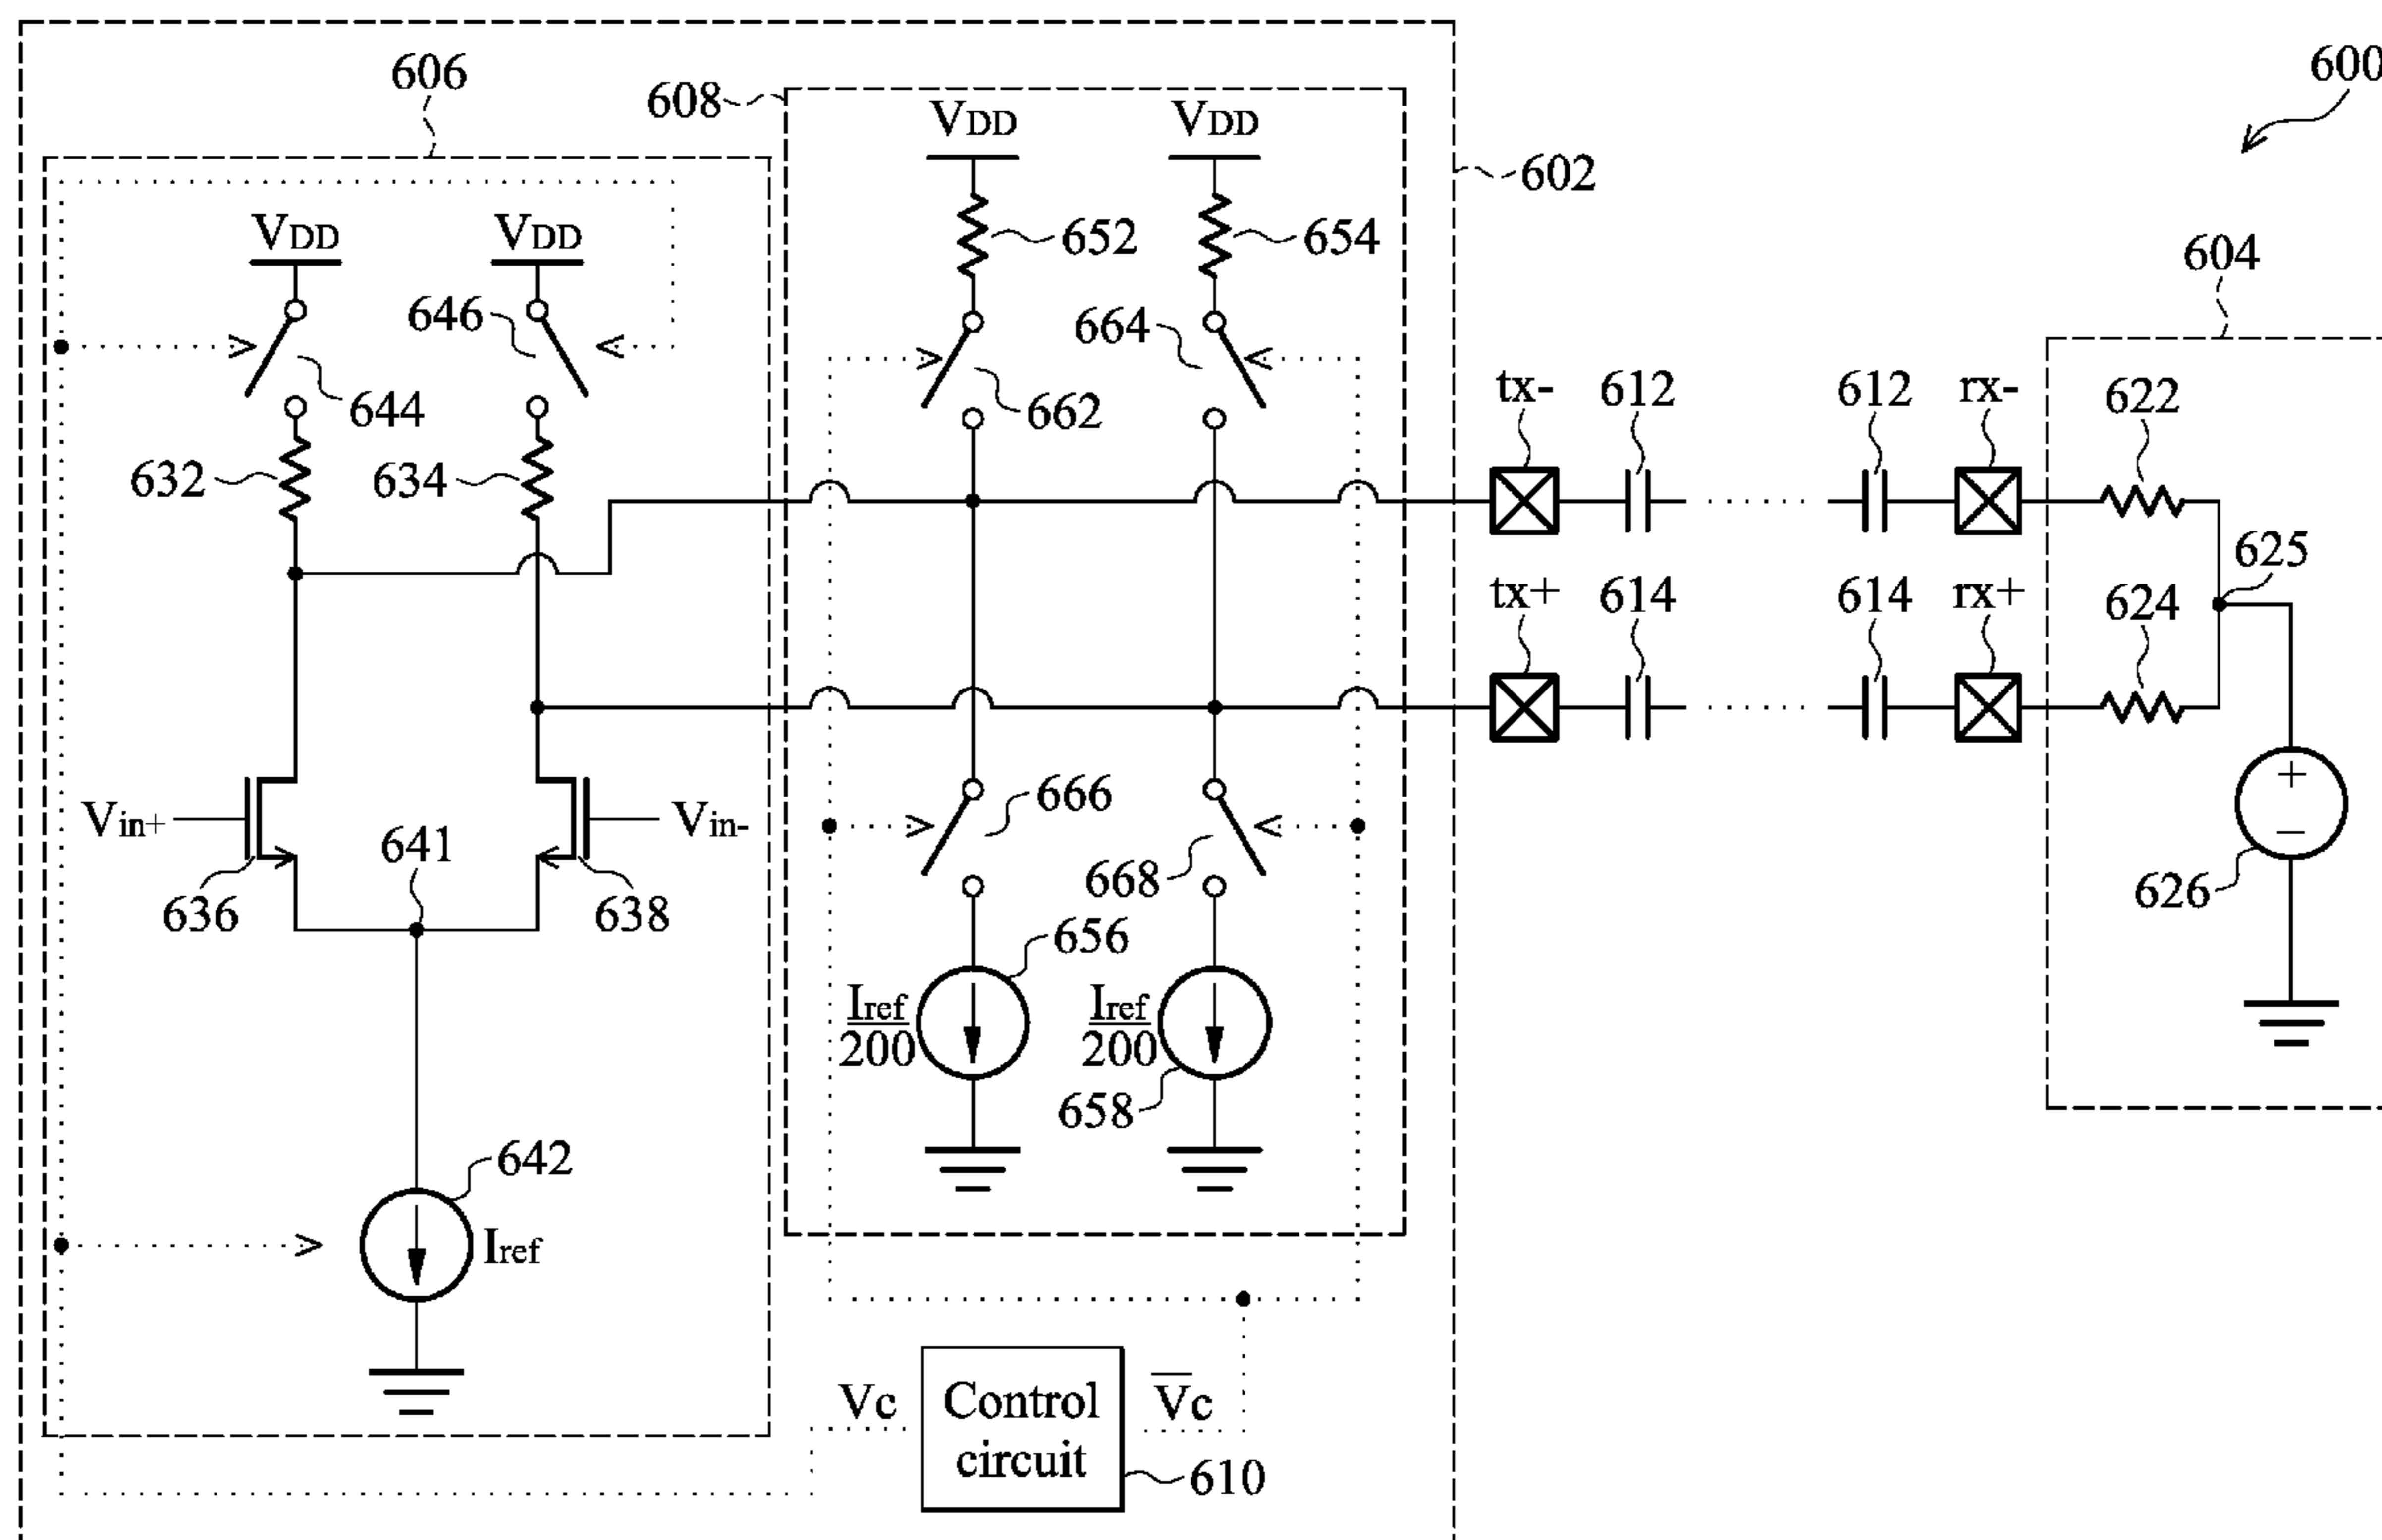 600
606
608
VDD
VDD
602
VDD
VDD
652
654
604
646
664
644
662
tx-
612
612
rx-
622
632
634
625
tx+
614
614
rx+
624
Vin+
Vin-
641
666
668
636
638
626
656
Iref
200
Iref
200
658
642
Iref
Vc
Control
circuit
V̅c
610